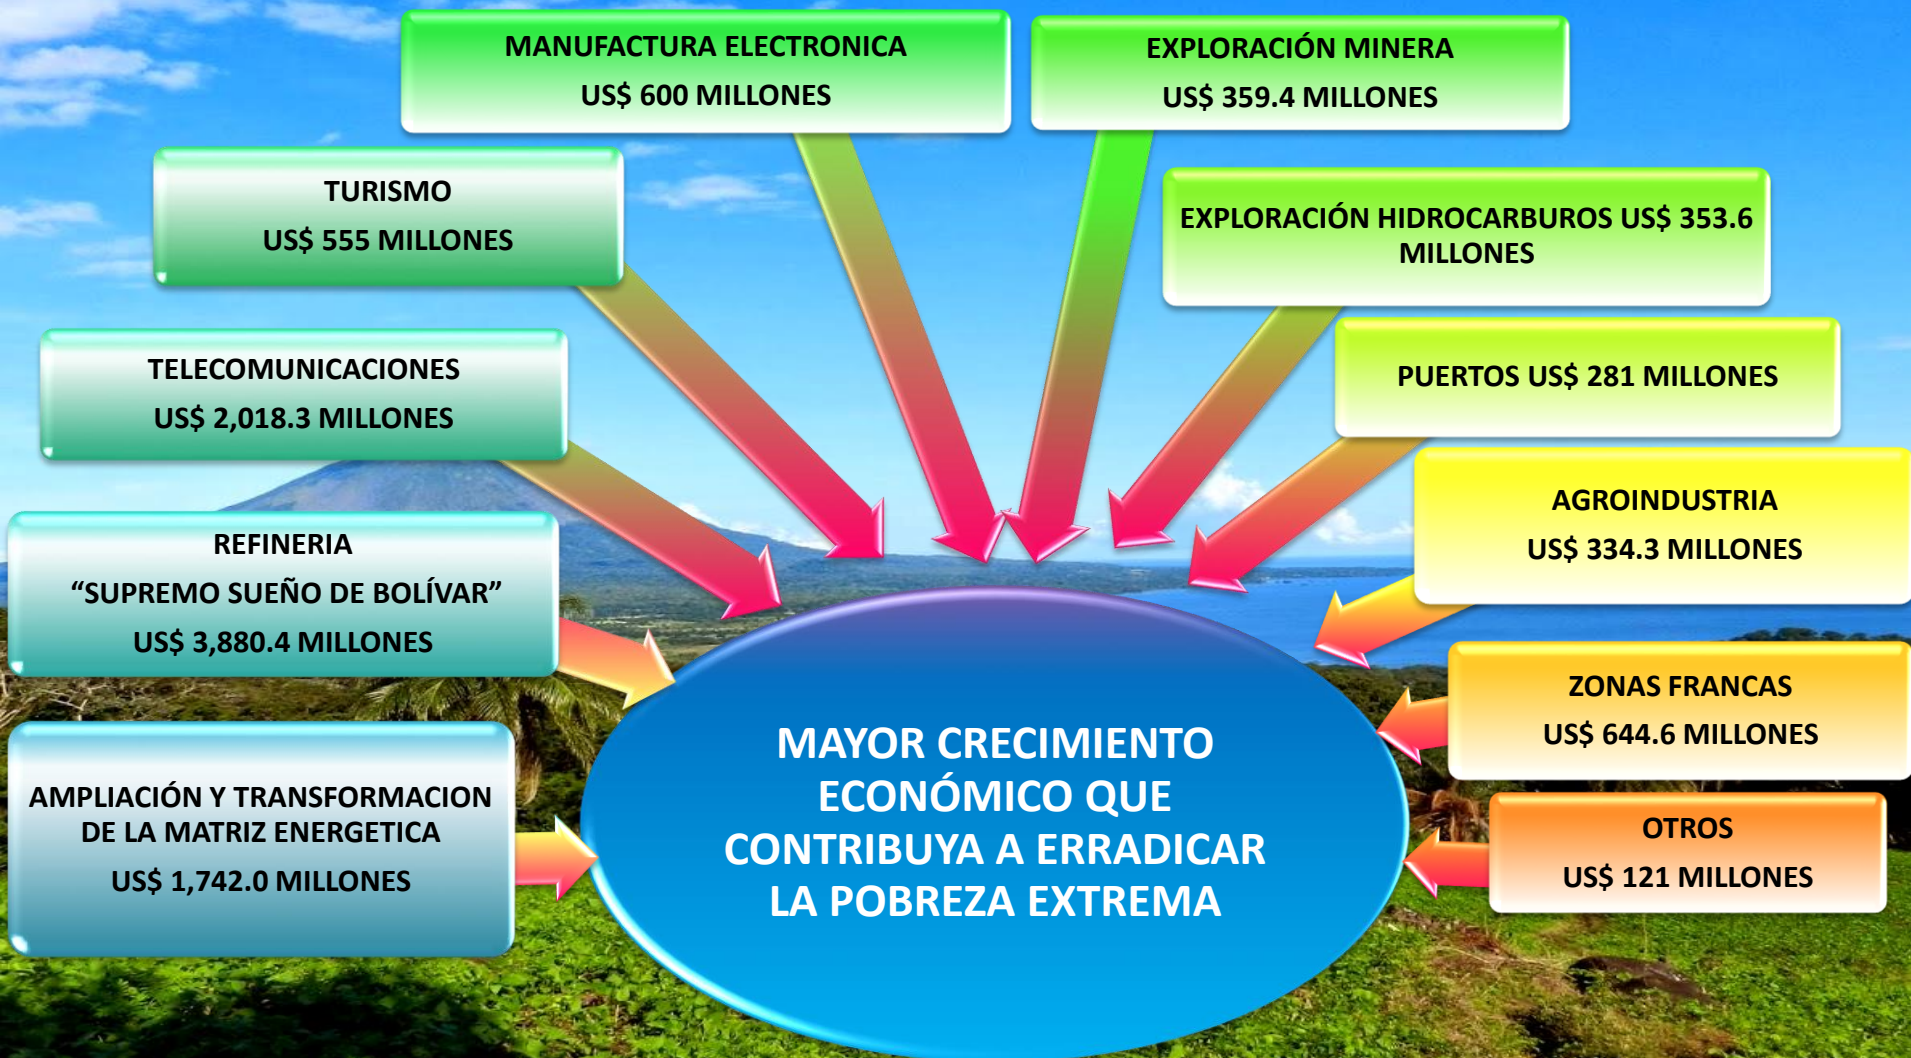 MANUFACTURA ELECTRONICA
US$ 600 MILLONES
EXPLORACIÓN MINERA
US$ 359.4 MILLONES
TURISMO
US$ 555 MILLONES
EXPLORACIÓN HIDROCARBUROS US$ 353.6
MILLONES
TELECOMUNICACIONES
US$ 2,018.3 MILLONES
PUERTOS US$ 281 MILLONES
AGROINDUSTRIA
US$ 334.3 MILLONES
REFINERIA
“SUPREMO SUEÑO DE BOLÍVAR”
US$ 3,880.4 MILLONES
ZONAS FRANCAS
US$ 644.6 MILLONES
AMPLIACIÓN Y TRANSFORMACION
DE LA MATRIZ ENERGETICA
US$ 1,742.0 MILLONES
OTROS
US$ 121 MILLONES
MAYOR CRECIMIENTO
ECONÓMICO QUE
CONTRIBUYA A ERRADICAR
LA POBREZA EXTREMA